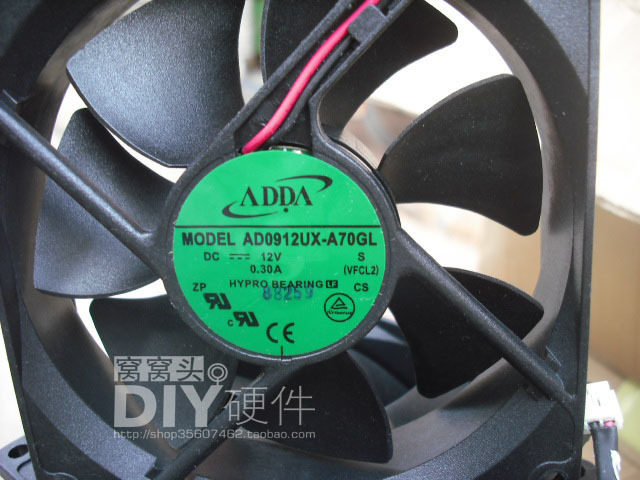 ADDA
MODEL AD0912UX-A70GL
DC 12V S
0.30A (VFCL2)
ZP HYPRO BEARING LF CS
88259
c
CE
窝窝头@
DIY硬件
http://shop35607462.taobao.com